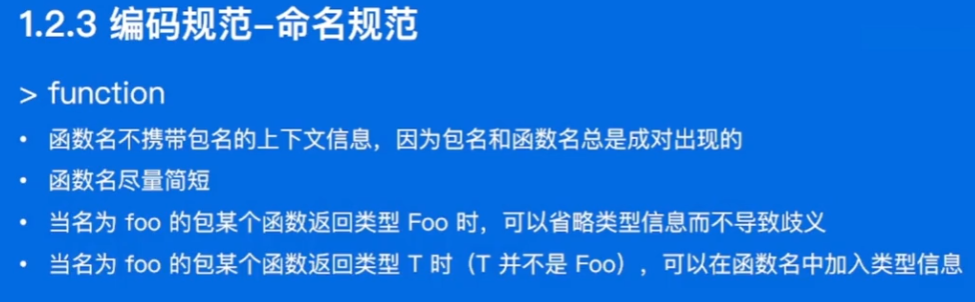 1.2.3 编码规范-命名规范
> function
• 函数名不携带包名的上下文信息，因为包名和函数名总是成对出现的
• 函数名尽量简短
• 当名为 foo 的包某个函数返回类型 Foo 时，可以省略类型信息而不导致歧义
• 当名为 foo 的包某个函数返回类型 T 时（T 并不是 Foo），可以在函数名中加入类型信息